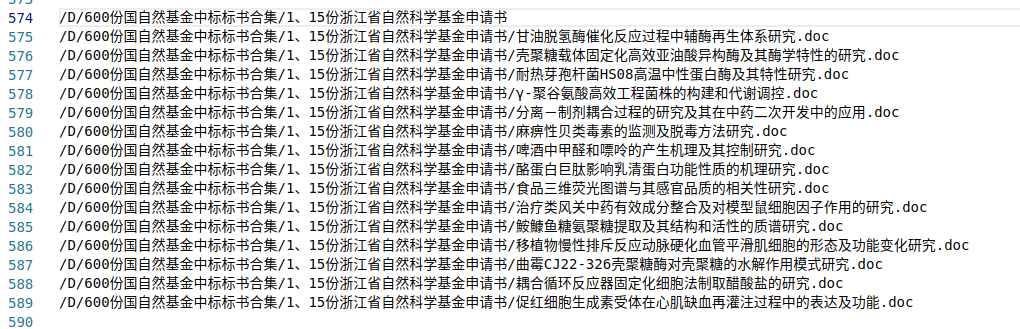 574 /D/600份国自然基金中标标书合集/1、15份浙江省自然科学基金申请书
575 /D/600份国自然基金中标标书合集/1、15份浙江省自然科学基金申请书/甘油脱氢酶催化反应过程中辅酶再生体系研究.doc
576 /D/600份国自然基金中标标书合集/1、15份浙江省自然科学基金申请书/壳聚糖载体固定化高效亚油酸异构酶及其酶学特性的研究.doc
577 /D/600份国自然基金中标标书合集/1、15份浙江省自然科学基金申请书/耐热芽孢杆菌HS08高温中性蛋白酶及其特性研究.doc
578 /D/600份国自然基金中标标书合集/1、15份浙江省自然科学基金申请书/γ-聚谷氨酸高效工程菌株的构建和代谢调控.doc
579 /D/600份国自然基金中标标书合集/1、15份浙江省自然科学基金申请书/分离－制剂耦合过程的研究及其在中药二次开发中的应用.doc
580 /D/600份国自然基金中标标书合集/1、15份浙江省自然科学基金申请书/麻痹性贝类毒素的监测及脱毒方法研究.doc
581 /D/600份国自然基金中标标书合集/1、15份浙江省自然科学基金申请书/啤酒中甲醛和嘌呤的产生机理及其控制研究.doc
582 /D/600份国自然基金中标标书合集/1、15份浙江省自然科学基金申请书/酪蛋白巨肽影响乳清蛋白功能性质的机理研究.doc
583 /D/600份国自然基金中标标书合集/1、15份浙江省自然科学基金申请书/食品三维荧光图谱与其感官品质的相关性研究.doc
584 /D/600份国自然基金中标标书合集/1、15份浙江省自然科学基金申请书/治疗类风关中药有效成分整合及对模型鼠细胞因子作用的研究.doc
585 /D/600份国自然基金中标标书合集/1、15份浙江省自然科学基金申请书/鮟鱇鱼糖氨聚糖提取及其结构和活性的质谱研究.doc
586 /D/600份国自然基金中标标书合集/1、15份浙江省自然科学基金申请书/移植物慢性排斥反应动脉硬化血管平滑肌细胞的形态及功能变化研究.doc
587 /D/600份国自然基金中标标书合集/1、15份浙江省自然科学基金申请书/曲霉CJ22-326壳聚糖酶对壳聚糖的水解作用模式研究.doc
588 /D/600份国自然基金中标标书合集/1、15份浙江省自然科学基金申请书/耦合循环反应器固定化细胞法制取醋酸盐的研究.doc
589 /D/600份国自然基金中标标书合集/1、15份浙江省自然科学基金申请书/促红细胞生成素受体在心肌缺血再灌注过程中的表达及功能.doc
590